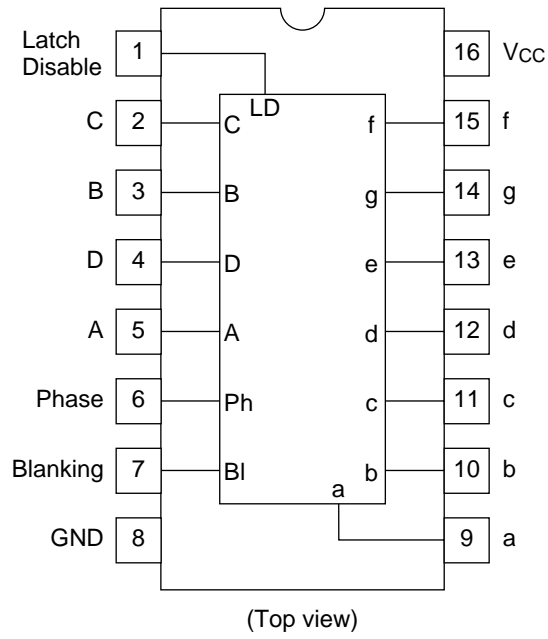 Latch
Disable 1 16 VCC
LD
C 2 C f 15 f
B 3 B g 14 g
D 4 D e 13 e
A 5 A d 12 d
Phase 6 Ph c 11 c
Blanking 7 BI b 10 b
a
GND 8 9 a
(Top view)